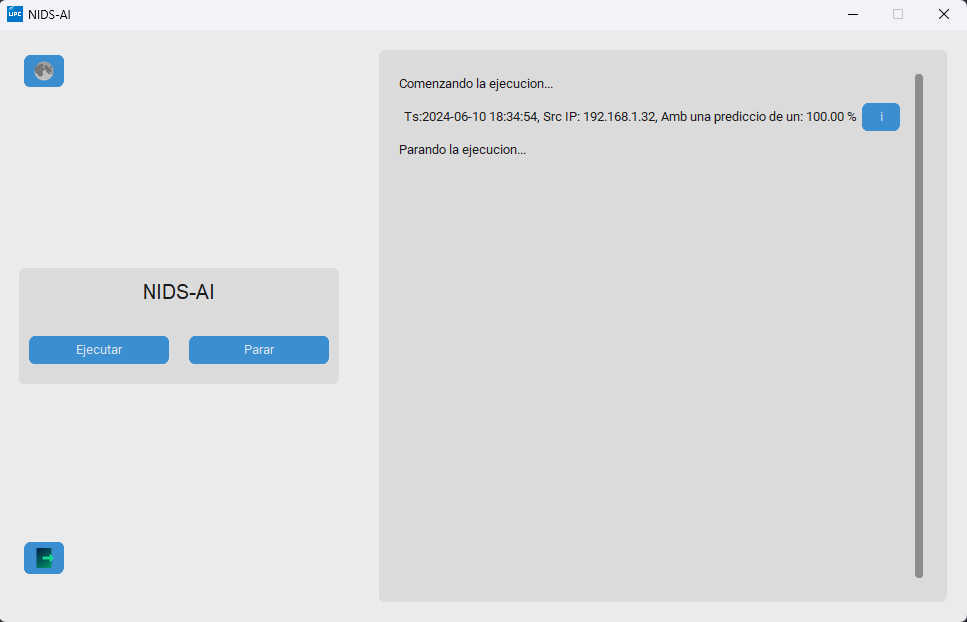 UPC NIDS-AI
Comenzando la ejecucion...
Ts:2024-06-10 18:34:54, Src IP: 192.168.1.32, Amb una prediccio de un: 100.00 %
i
Parando la ejecucion...
NIDS-AI
Ejecutar
Parar